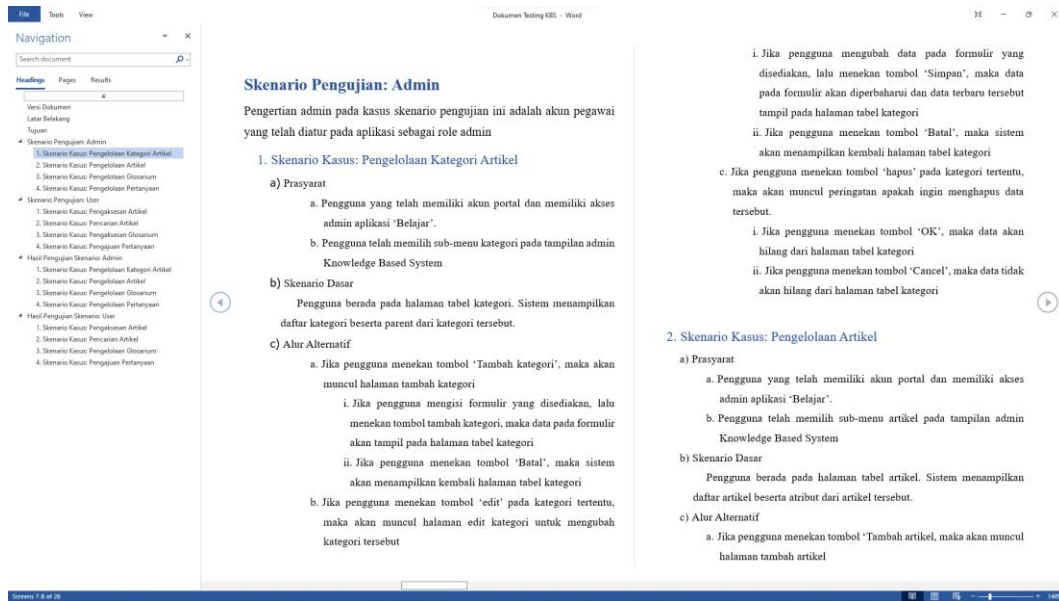 File Tools View
Dokumen Testing KBS - Word
Navigation
Search document
Headings Pages Results
Versi Dokumen
Latar Belakang
Tujuan
Skenario Pengujian: Admin
1. Skenario Kasus: Pengelolaan Kategori Artikel
2. Skenario Kasus: Pengelolaan Artikel
3. Skenario Kasus: Pengelolaan Glosarium
4. Skenario Kasus: Pengelolaan Pertanyaan
Skenario Pengujian: User
1. Skenario Kasus: Pengaksesan Artikel
2. Skenario Kasus: Pencarian Artikel
3. Skenario Kasus: Pengaksesan Glosarium
4. Skenario Kasus: Pengajuan Pertanyaan
Hasil Pengujian Skenario: Admin
1. Skenario Kasus: Pengelolaan Kategori Artikel
2. Skenario Kasus: Pengelolaan Artikel
3. Skenario Kasus: Pengelolaan Glosarium
4. Skenario Kasus: Pengelolaan Pertanyaan
Hasil Pengujian Skenario: User
1. Skenario Kasus: Pengaksesan Artikel
2. Skenario Kasus: Pencarian Artikel
3. Skenario Kasus: Pengaksesan Glosarium
4. Skenario Kasus: Pengajuan Pertanyaan
Skenario Pengujian: Admin
Pengertian admin pada kasus skenario pengujian ini adalah akun pegawai
yang telah diatur pada aplikasi sebagai role admin
1. Skenario Kasus: Pengelolaan Kategori Artikel
a) Prasyarat
a. Pengguna yang telah memiliki akun portal dan memiliki akses
admin aplikasi ‘Belajar’.
b. Pengguna telah memilih sub-menu kategori pada tampilan admin
Knowledge Based System
b) Skenario Dasar
Pengguna berada pada halaman tabel kategori. Sistem menampilkan
daftar kategori beserta parent dari kategori tersebut.
c) Alur Alternatif
a. Jika pengguna menekan tombol ‘Tambah kategori’, maka akan
muncul halaman tambah kategori
i. Jika pengguna mengisi formulir yang disediakan, lalu
menekan tombol tambah kategori, maka data pada formulir
akan tampil pada halaman tabel kategori
ii. Jika pengguna menekan tombol ‘Batal’, maka sistem
akan menampilkan kembali halaman tabel kategori
b. Jika pengguna menekan tombol ‘edit’ pada kategori tertentu,
maka akan muncul halaman edit kategori untuk mengubah
kategori tersebut
i. Jika pengguna mengubah data pada formulir yang
disediakan, lalu menekan tombol ‘Simpan’, maka data
pada formulir akan diperbaharui dan data terbaru tersebut
tampil pada halaman tabel kategori
ii. Jika pengguna menekan tombol ‘Batal’, maka sistem
akan menampilkan kembali halaman tabel kategori
c. Jika pengguna menekan tombol ‘hapus’ pada kategori tertentu,
maka akan muncul peringatan apakah ingin menghapus data
tersebut.
i. Jika pengguna menekan tombol ‘OK’, maka data akan
hilang dari halaman tabel kategori
ii. Jika pengguna menekan tombol ‘Cancel’, maka data tidak
akan hilang dari halaman tabel kategori
2. Skenario Kasus: Pengelolaan Artikel
a) Prasyarat
a. Pengguna yang telah memiliki akun portal dan memiliki akses
admin aplikasi ‘Belajar’.
b. Pengguna telah memilih sub-menu artikel pada tampilan admin
Knowledge Based System
b) Skenario Dasar
Pengguna berada pada halaman tabel artikel. Sistem menampilkan
daftar artikel beserta atribut dari artikel tersebut.
c) Alur Alternatif
a. Jika pengguna menekan tombol ‘Tambah artikel, maka akan muncul
halaman tambah artikel
Screens 7-8 of 26